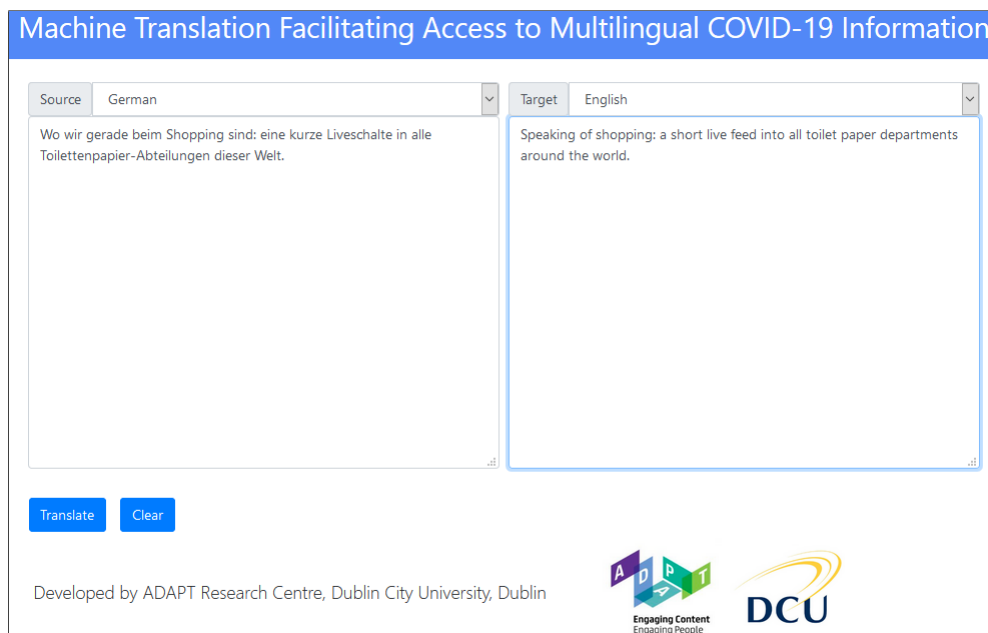 Machine Translation Facilitating Access to Multilingual COVID-19 Information
Source German
Target English
Wo wir gerade beim Shopping sind: eine kurze Liveschalte in alle
Toilettenpapier-Abteilungen dieser Welt.
Speaking of shopping: a short live feed into all toilet paper departments
around the world.
Translate Clear
Developed by ADAPT Research Centre, Dublin City University, Dublin
ADAPT
Engaging Content
Engaging People
DCU